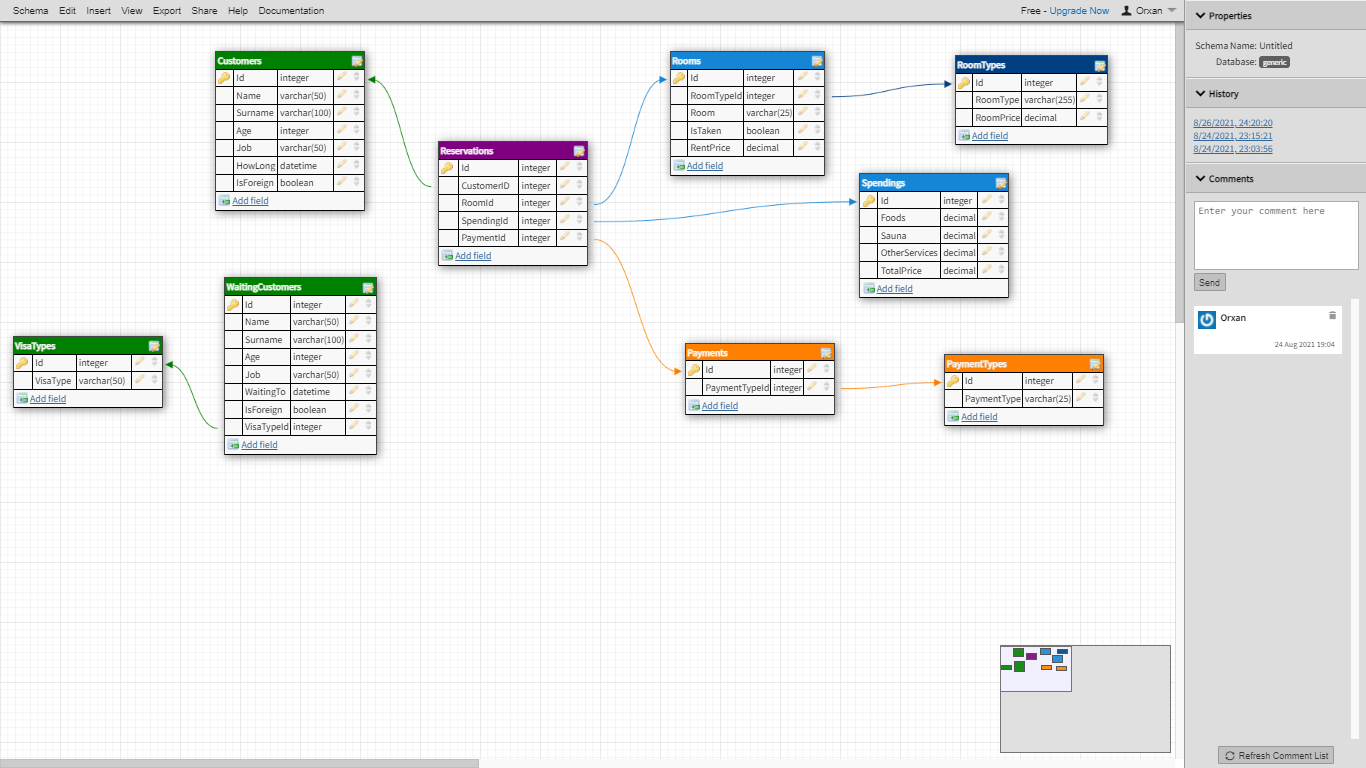 Schema Edit Insert View Export Share Help Documentation Free - Upgrade Now Orxan
Customers
Id integer
Name varchar(50)
Surname varchar(100)
Age integer
Job varchar(50)
HowLong datetime
IsForeign boolean
Add field
Reservations
Id integer
CustomerID integer
RoomId integer
SpendingId integer
PaymentId integer
Add field
Rooms
Id integer
RoomTypeId integer
Room varchar(25)
IsTaken boolean
RentPrice decimal
Add field
RoomTypes
Id integer
RoomType varchar(255)
RoomPrice decimal
Add field
Spendings
Id integer
Foods decimal
Sauna decimal
OtherServices decimal
TotalPrice decimal
Add field
WaitingCustomers
Id integer
Name varchar(50)
Surname varchar(100)
Age integer
Job varchar(50)
WaitingTo datetime
IsForeign boolean
VisaTypeId integer
Add field
VisaTypes
Id integer
VisaType varchar(50)
Add field
Payments
Id integer
PaymentTypeId integer
Add field
PaymentTypes
Id integer
PaymentType varchar(25)
Add field
Properties
Schema Name: Untitled
Database: generic
History
8/26/2021, 24:20:20
8/24/2021, 23:15:21
8/24/2021, 23:03:56
Comments
Enter your comment here
Send
Orxan
24 Aug 2021 19:04
Refresh Comment List